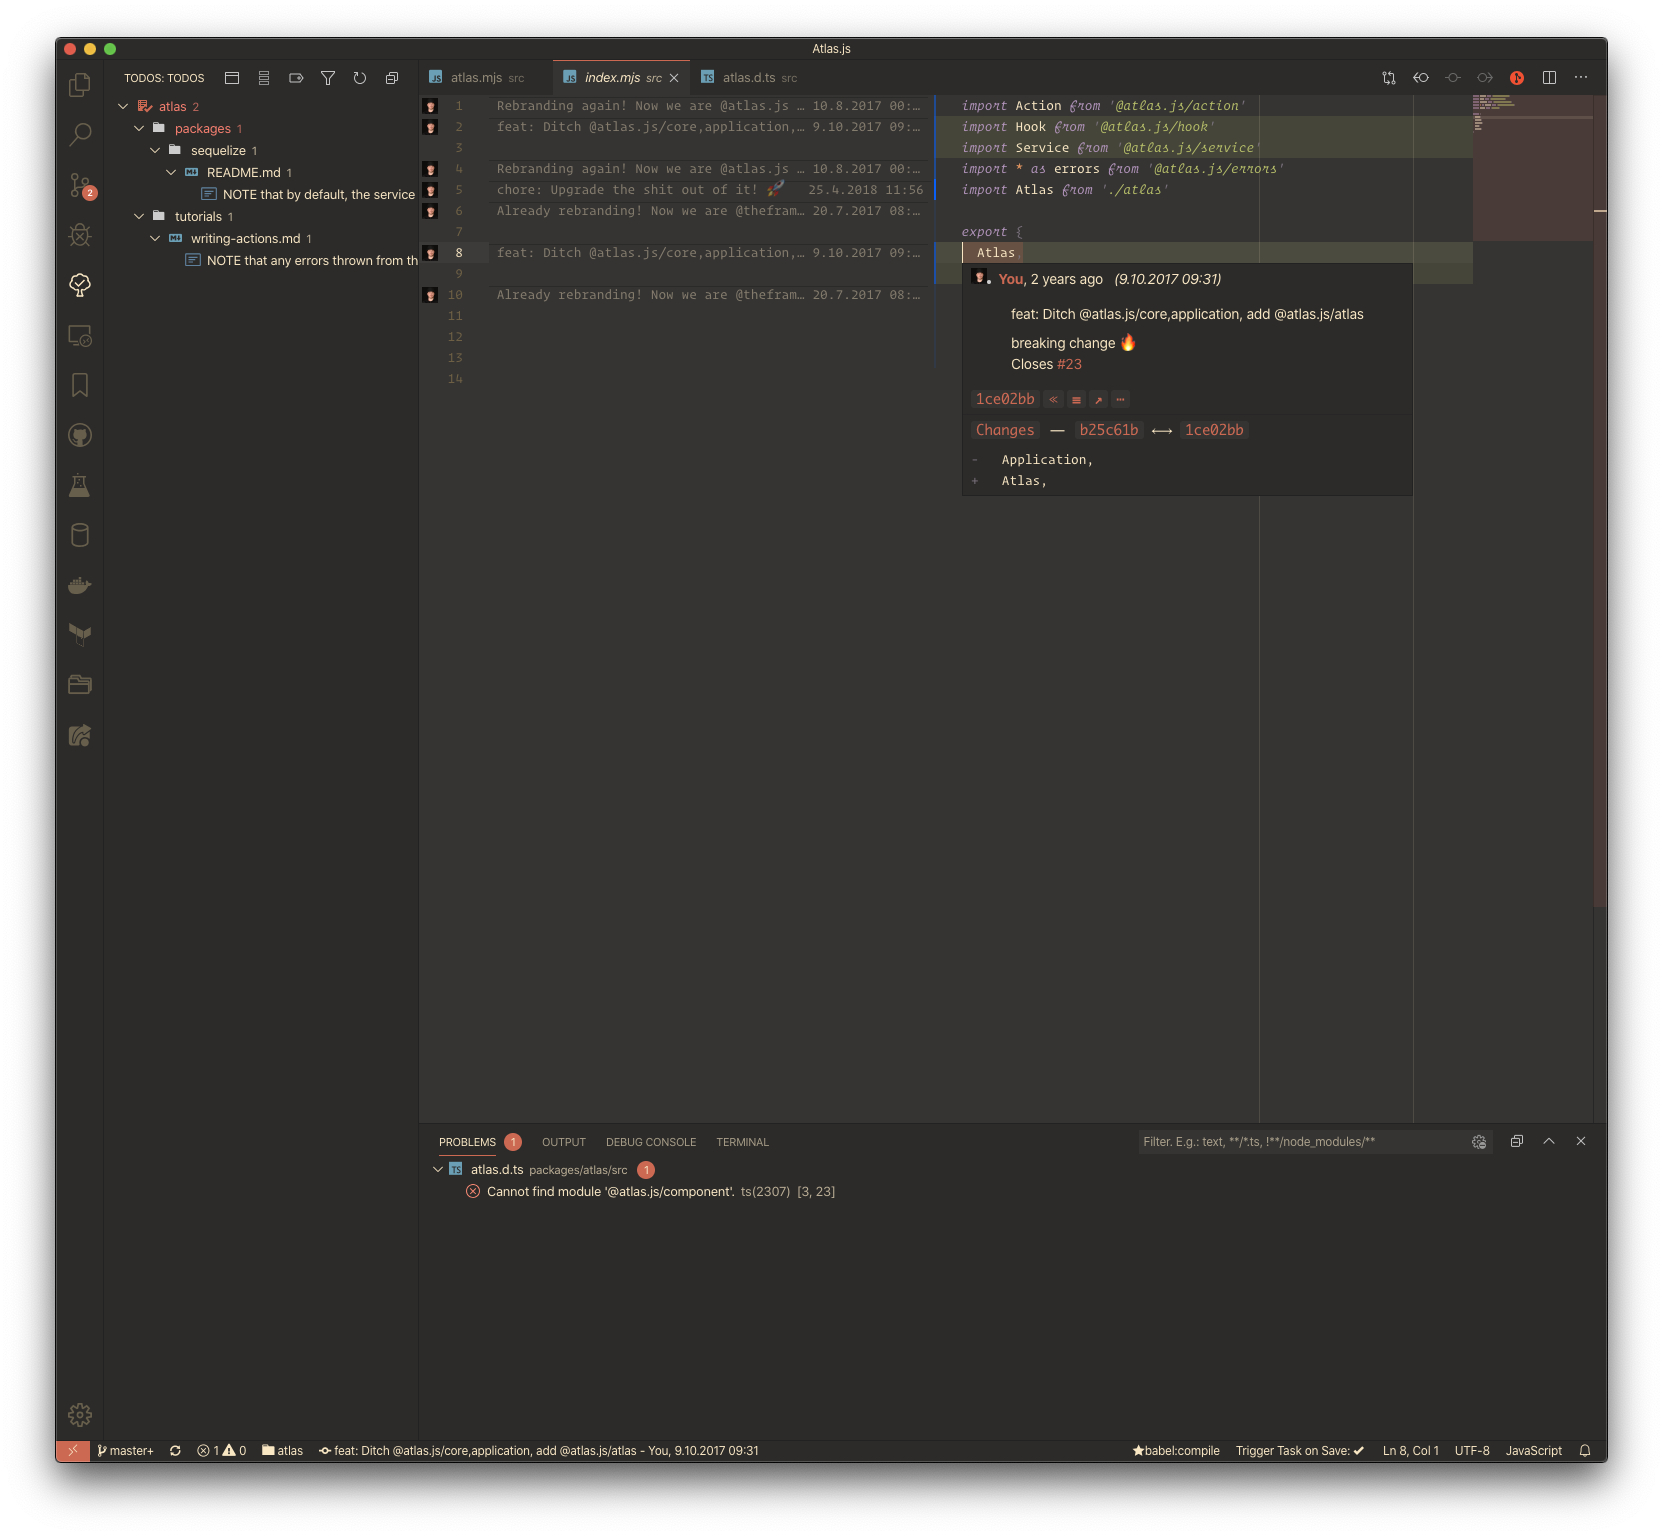 Atlas.js
TODOS: TODOS
atlas 2
packages 1
sequelize 1
README.md 1
NOTE that by default, the service
tutorials 1
writing-actions.md 1
NOTE that any errors thrown from th
2
JS atlas.mjs src
JS index.mjs src
TS atlas.d.ts src
1 Rebranding again! Now we are @atlas.js … 10.8.2017 00:… import Action from '@atlas.js/action'
2 feat: Ditch @atlas.js/core,application,… 9.10.2017 09:… import Hook from '@atlas.js/hook'
3 import Service from '@atlas.js/service'
4 Rebranding again! Now we are @atlas.js … 10.8.2017 00:… import * as errors from '@atlas.js/errors'
5 chore: Upgrade the shit out of it! 🚀 25.4.2018 11:56 import Atlas from './atlas'
6 Already rebranding! Now we are @thefram… 20.7.2017 08:…
7 export {
8 feat: Ditch @atlas.js/core,application,… 9.10.2017 09:… Atlas,
9
10 Already rebranding! Now we are @thefram… 20.7.2017 08:…
11
12
13
14
You, 2 years ago (9.10.2017 09:31)
feat: Ditch @atlas.js/core,application, add @atlas.js/atlas
breaking change 🔥
Closes #23
1ce02bb
Changes — b25c61b ⟷ 1ce02bb
- Application,
+ Atlas,
PROBLEMS 1 OUTPUT DEBUG CONSOLE TERMINAL
Filter. E.g.: text, **/*.ts, !**/node_modules/**
TS atlas.d.ts packages/atlas/src 1
Cannot find module '@atlas.js/component'. ts(2307) [3, 23]
master+ 1 0 atlas feat: Ditch @atlas.js/core,application, add @atlas.js/atlas - You, 9.10.2017 09:31
★babel:compile Trigger Task on Save: ✔ Ln 8, Col 1 UTF-8 JavaScript